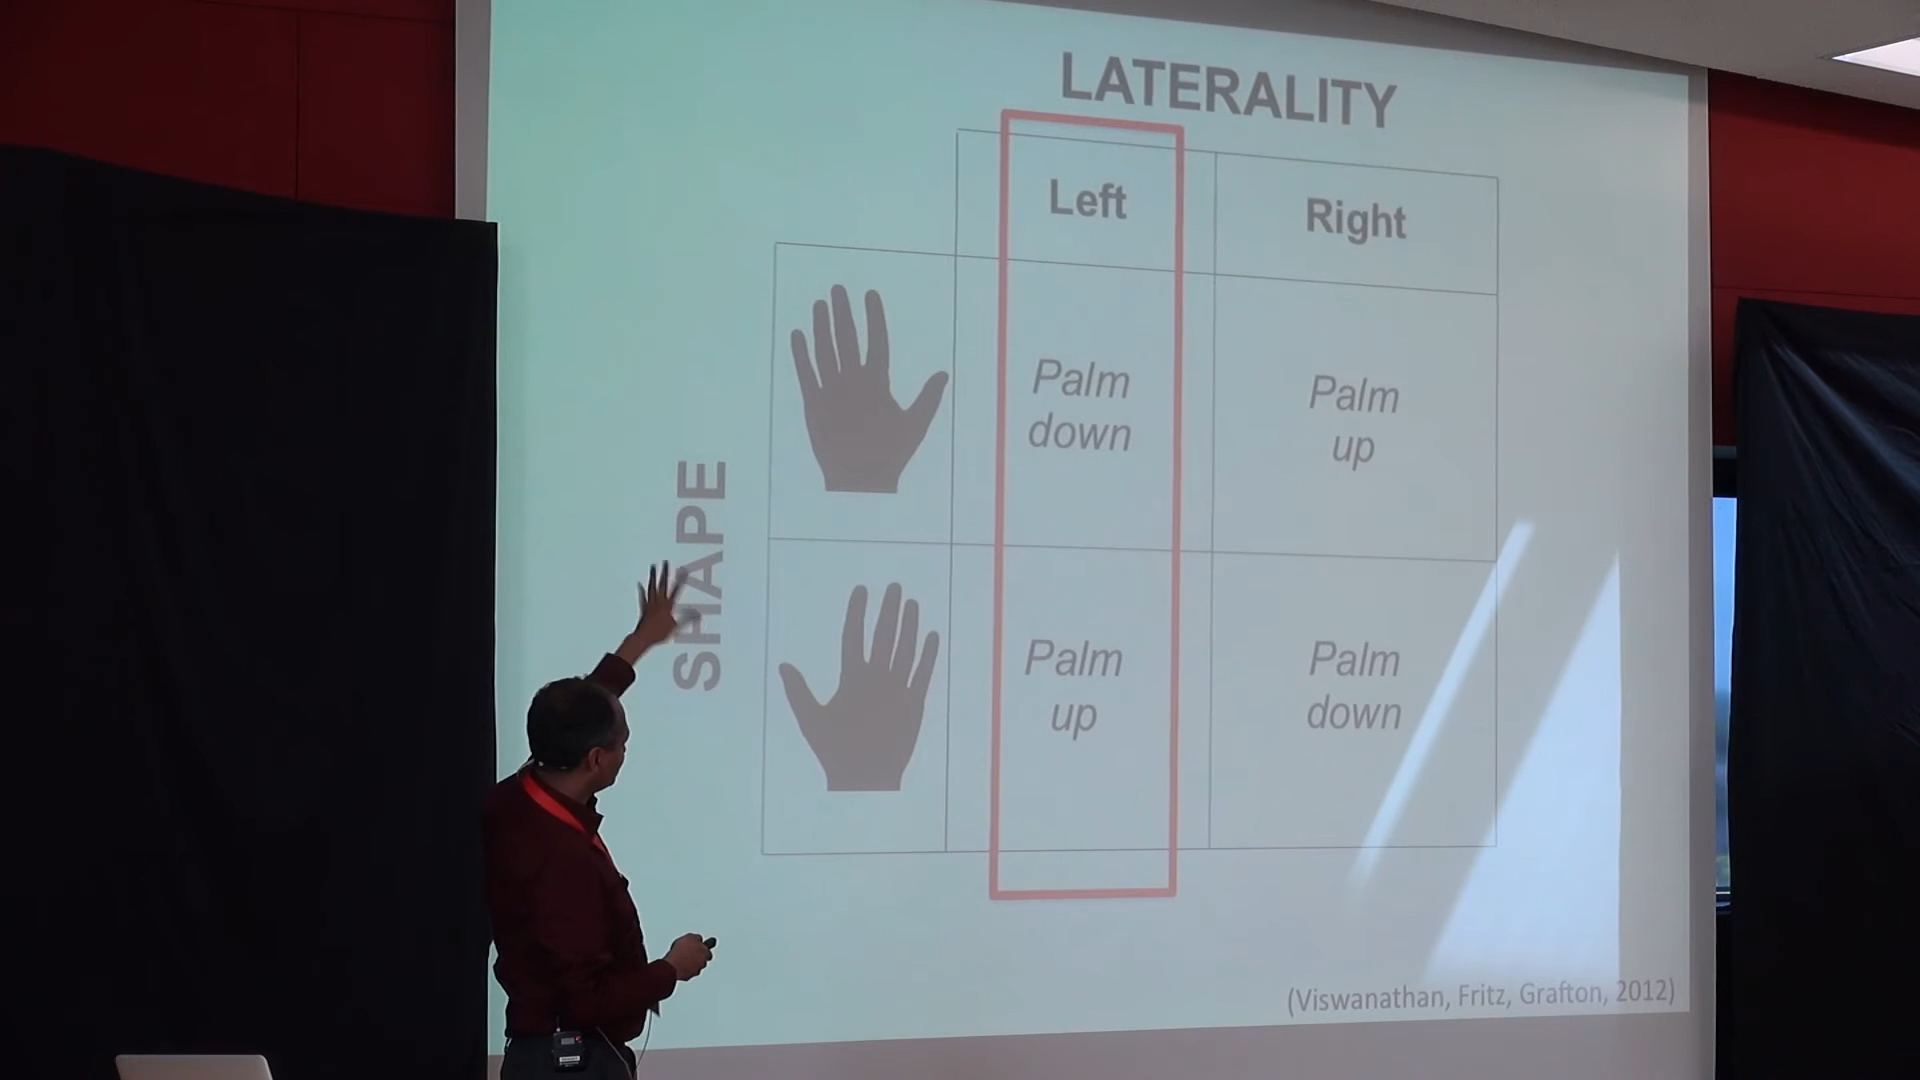 LATERALITY
Left
Right
SHAPE
Palm
down
Palm
up
Palm
up
Palm
down
(Viswanathan, Fritz, Grafton, 2012)